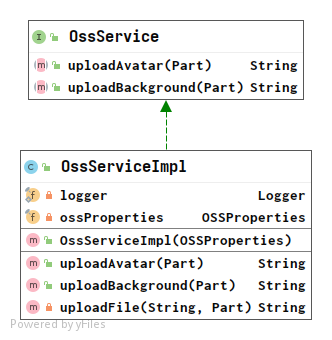 I OssService
m uploadAvatar(Part) String
m uploadBackground(Part) String
C OssServiceImpl
f logger Logger
f ossProperties OSSProperties
m OssServiceImpl(OSSProperties)
m uploadAvatar(Part) String
m uploadBackground(Part) String
m uploadFile(String, Part) String
Powered by yFiles